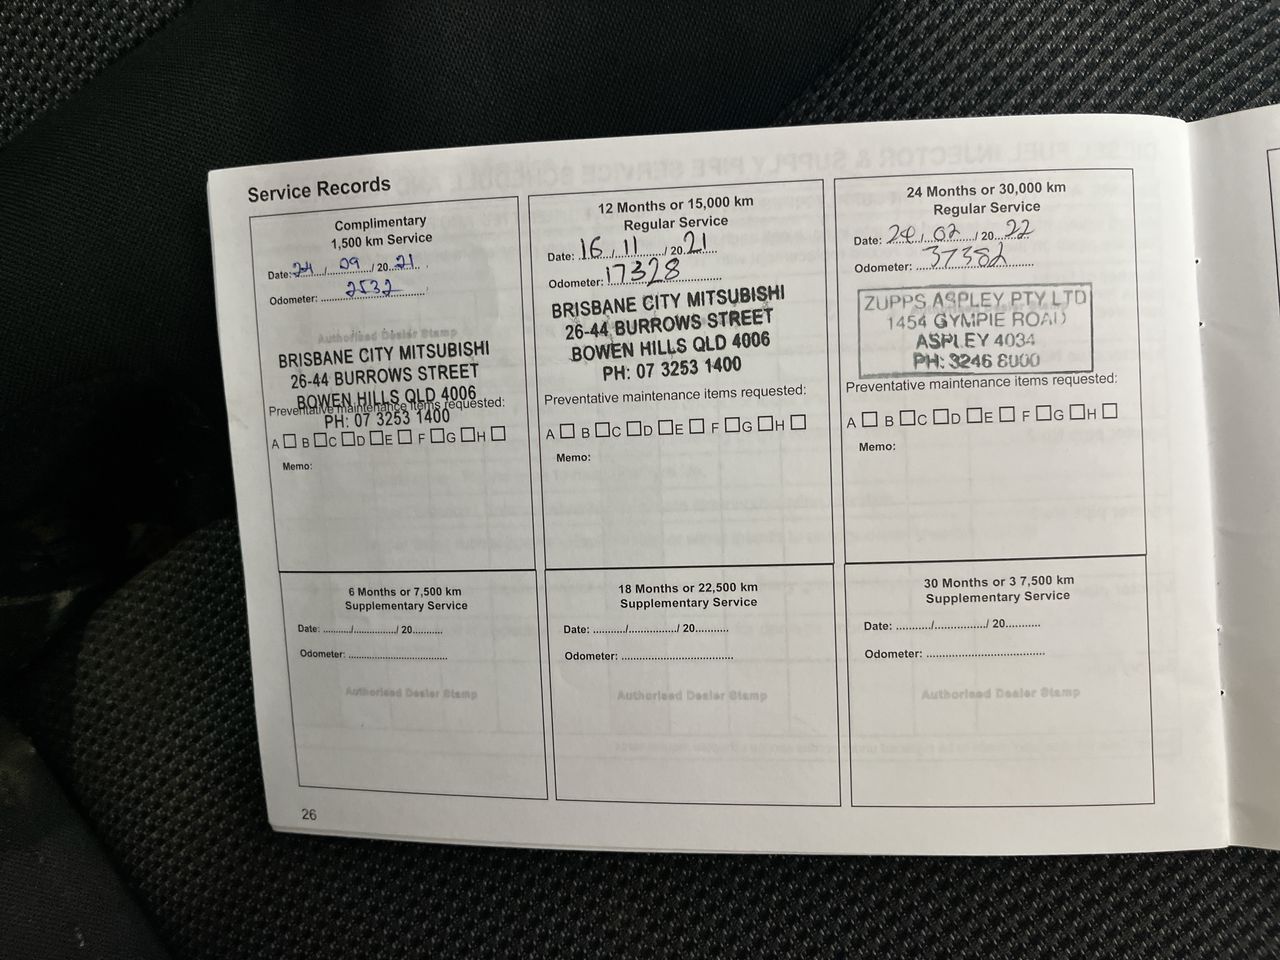 Service Records
Complimentary
1,500 km Service
Date: 24 / 09 / 20 21
Odometer: 2532
Authorised Dealer Stamp
BRISBANE CITY MITSUBISHI
26-44 BURROWS STREET
BOWEN HILLS QLD 4006
PH: 07 3253 1400
Preventative maintenance items requested:
A B C D E F G H
Memo:
12 Months or 15,000 km
Regular Service
Date: 16 / 11 / 20 21
Odometer: 17328
BRISBANE CITY MITSUBISHI
26-44 BURROWS STREET
BOWEN HILLS QLD 4006
PH: 07 3253 1400
Preventative maintenance items requested:
A B C D E F G H
Memo:
24 Months or 30,000 km
Regular Service
Date: / 02 / 20 22
Odometer: 37382
ZUPPS ASPLEY PTY LTD
1454 GYMPIE ROAD
ASPLEY 4034
PH: 3246 8000
Preventative maintenance items requested:
A B C D E F G H
Memo:
6 Months or 7,500 km
Supplementary Service
Date: ........../.............../ 20...........
Odometer: ...................................
Authorised Dealer Stamp
18 Months or 22,500 km
Supplementary Service
Date: ........../.............../ 20...........
Odometer: ...................................
Authorised Dealer Stamp
30 Months or 3 7,500 km
Supplementary Service
Date: ........../.............../ 20...........
Odometer: ...................................
Authorised Dealer Stamp
26